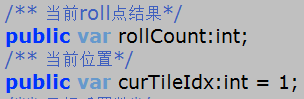 /** 当前roll点结果*/
public var rollCount:int;
/** 当前位置*/
public var curTileIdx:int = 1;